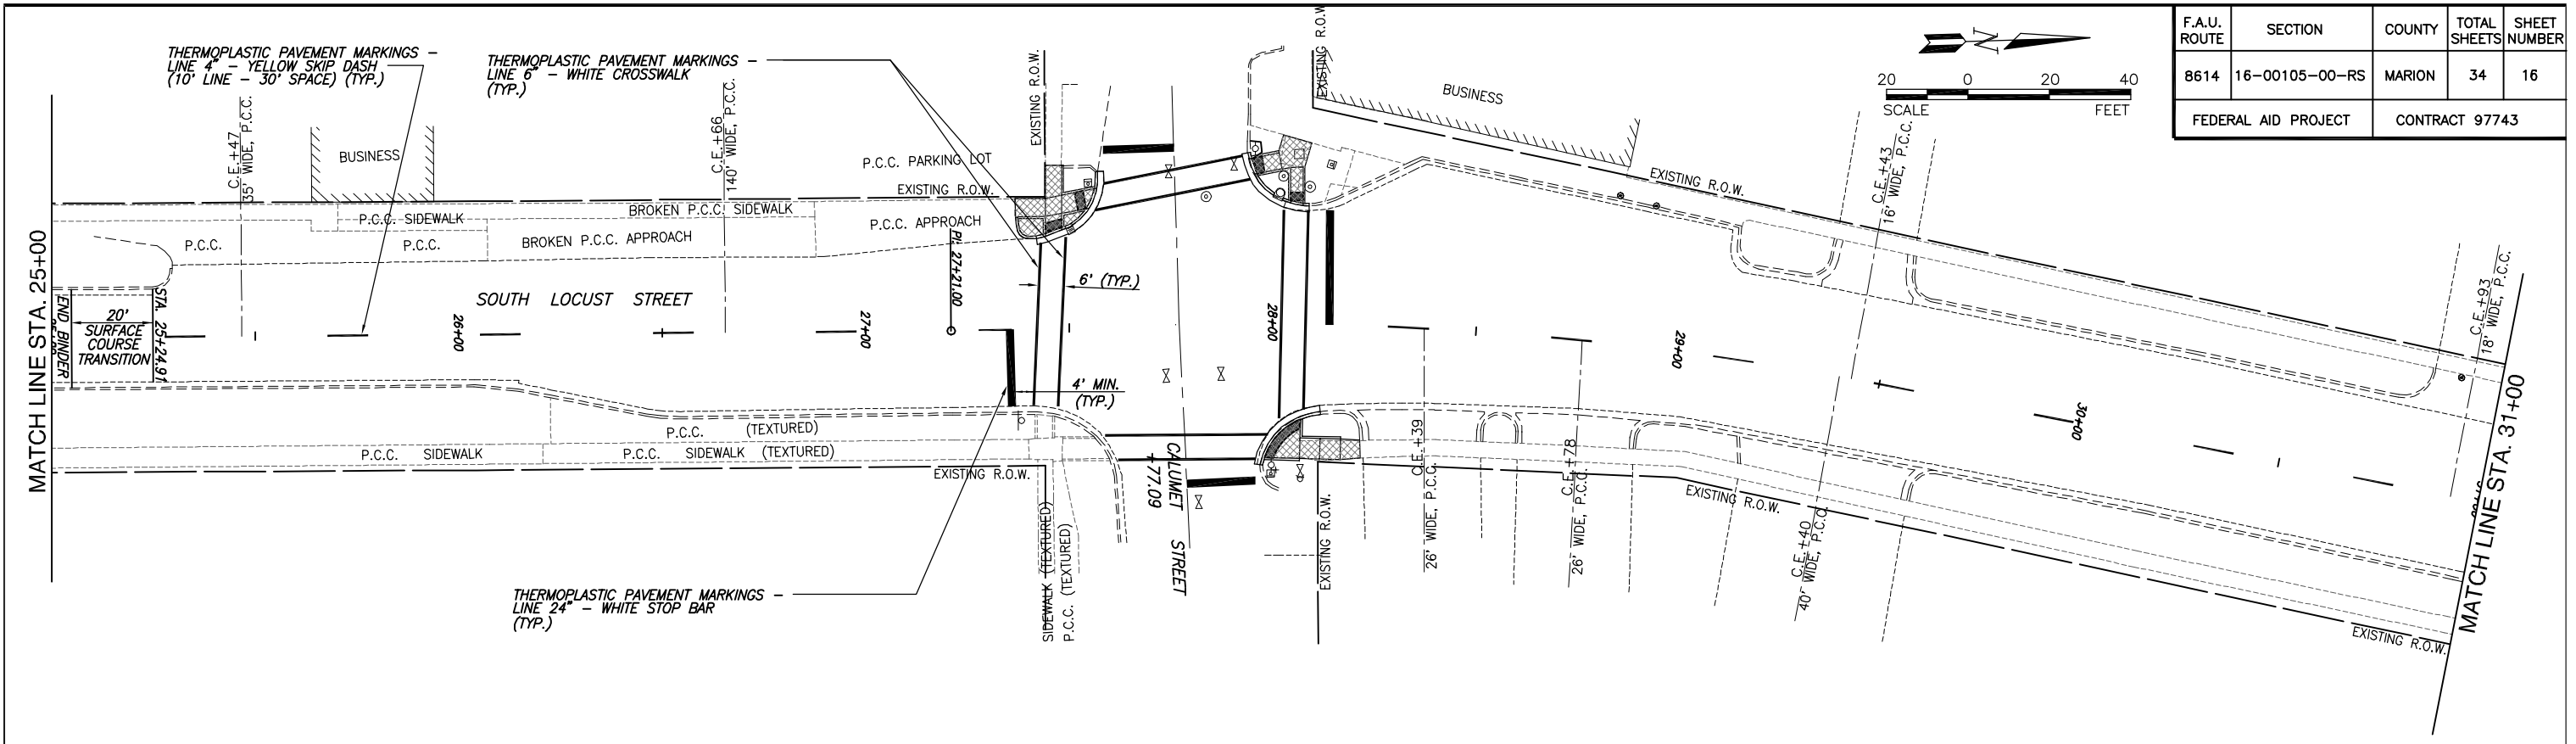 THERMOPLASTIC PAVEMENT MARKINGS –
LINE 4" – YELLOW SKIP DASH
(10' LINE – 30' SPACE) (TYP.)
THERMOPLASTIC PAVEMENT MARKINGS –
LINE 6" – WHITE CROSSWALK
(TYP.)
N
20 0 20 40
SCALE FEET
F.A.U. ROUTE
SECTION
COUNTY
TOTAL SHEETS
SHEET NUMBER
8614
16-00105-00-RS
MARION
34
16
FEDERAL AID PROJECT
CONTRACT 97743
MATCH LINE STA. 25+00
END BINDER
20'
SURFACE
COURSE
TRANSITION
STA. 25+24.91
C.E.+47
35' WIDE, P.C.C.
BUSINESS
C.E.+66
140' WIDE, P.C.C.
P.C.C. PARKING LOT
EXISTING R.O.W.
EXISTING R.O.W.
P.C.C. SIDEWALK
BROKEN P.C.C. SIDEWALK
P.C.C.
P.C.C.
BROKEN P.C.C. APPROACH
P.C.C. APPROACH
SOUTH LOCUST STREET
26+00
27+00
PI: 27+21.00
6' (TYP.)
4' MIN.
(TYP.)
28+00
29+00
30+00
P.C.C. (TEXTURED)
P.C.C. SIDEWALK
P.C.C. SIDEWALK (TEXTURED)
EXISTING R.O.W.
SIDEWALK (TEXTURED)
P.C.C. (TEXTURED)
CALUMET STREET
+77.09
THERMOPLASTIC PAVEMENT MARKINGS –
LINE 24" – WHITE STOP BAR
(TYP.)
EXISTING R.O.W.
BUSINESS
EXISTING R.O.W.
EXISTING R.O.W.
C.E.+39
26' WIDE, P.C.C.
C.E.+78
26' WIDE, P.C.C.
EXISTING R.O.W.
C.E.+40
40' WIDE, P.C.C.
C.E.+43
16' WIDE, P.C.C.
C.E.+93
18' WIDE, P.C.C.
EXISTING R.O.W.
MATCH LINE STA. 31+00